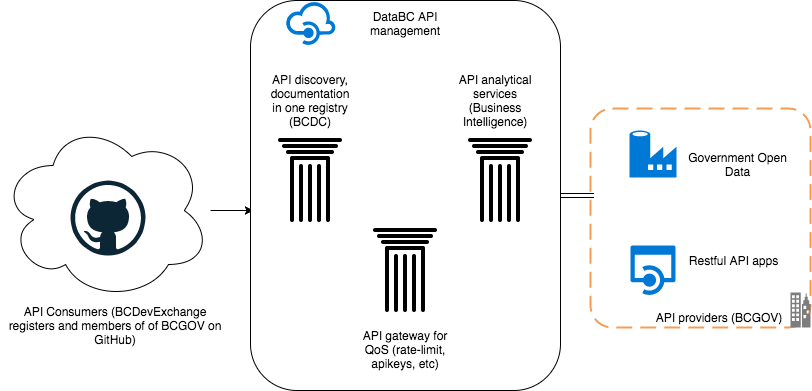 DataBC API
management
API discovery,
documentation
in one registry
(BCDC)
API analytical
services
(Business
Intelligence)
API gateway for
QoS (rate-limit,
apikeys, etc)
API Consumers (BCDevExchange
registers and members of of BCGOV on
GitHub)
Government Open
Data
Restful API apps
API providers (BCGOV)